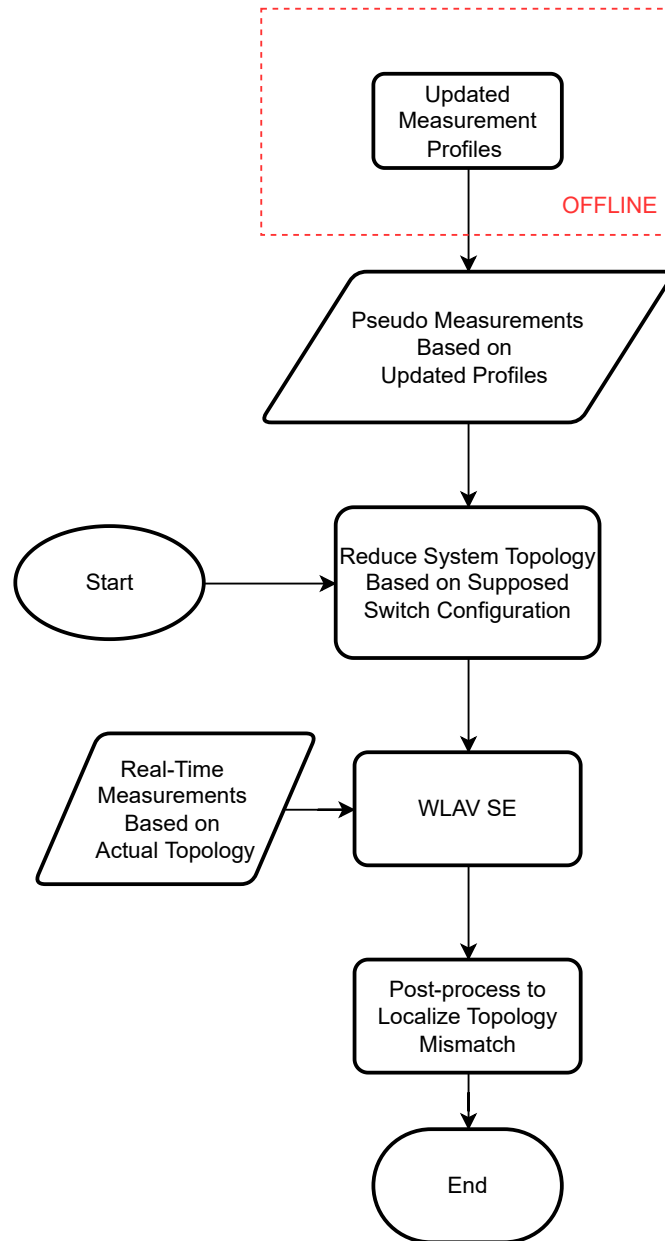 Updated
Measurement
Profiles
OFFLINE
Pseudo Measurements
Based on
Updated Profiles
Start
Reduce System Topology
Based on Supposed
Switch Configuration
Real-Time
Measurements
Based on
Actual Topology
WLAV SE
Post-process to
Localize Topology
Mismatch
End